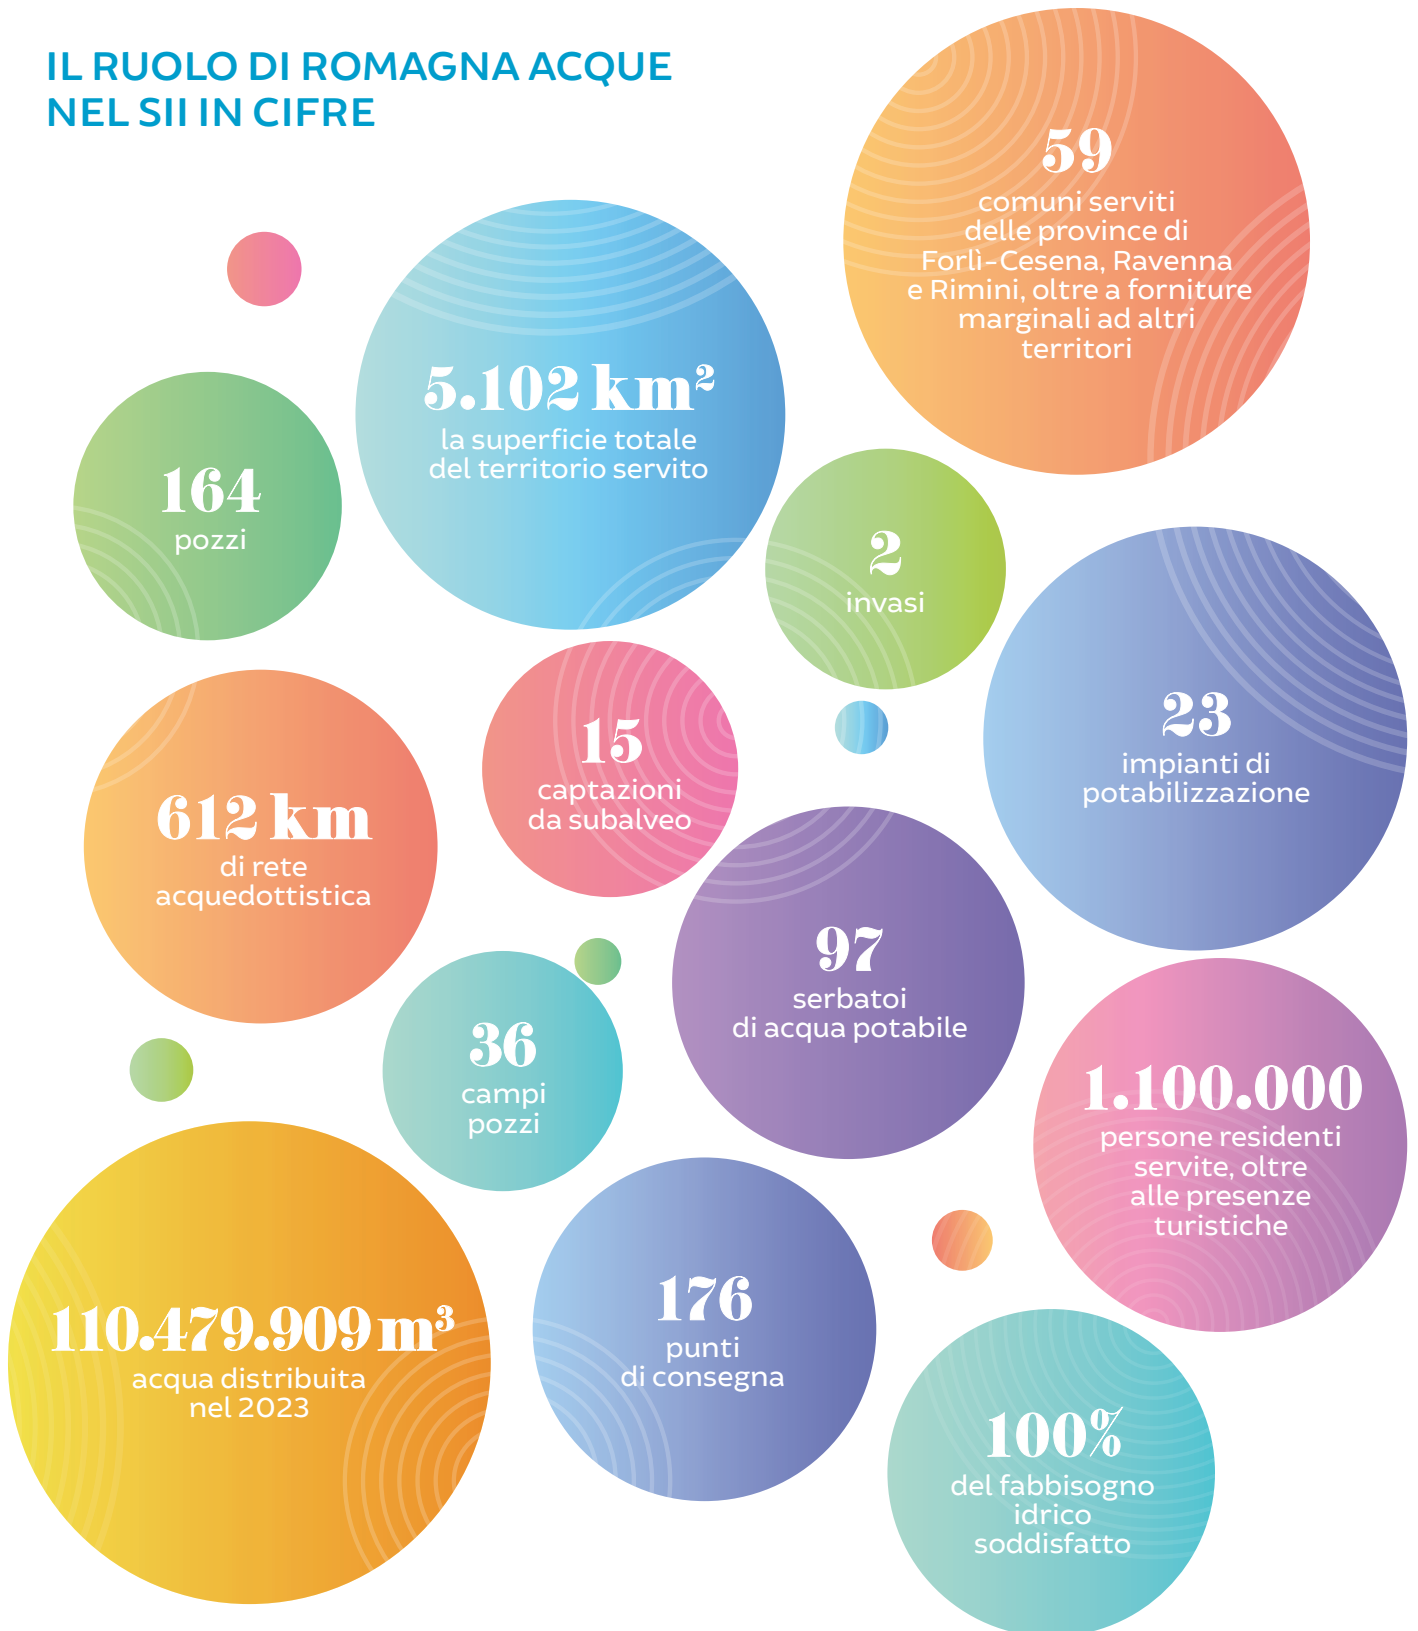 IL RUOLO DI ROMAGNA ACQUE
NEL SII IN CIFRE
59
comuni serviti
delle province di
Forlì-Cesena, Ravenna
e Rimini, oltre a forniture
marginali ad altri
territori
5.102 km²
la superficie totale
del territorio servito
164
pozzi
2
invasi
23
impianti di
potabilizzazione
15
captazioni
da subalveo
612 km
di rete
acquedottistica
97
serbatoi
di acqua potabile
36
campi
pozzi
1.100.000
persone residenti
servite, oltre
alle presenze
turistiche
110.479.909 m³
acqua distribuita
nel 2023
176
punti
di consegna
100%
del fabbisogno
idrico
soddisfatto